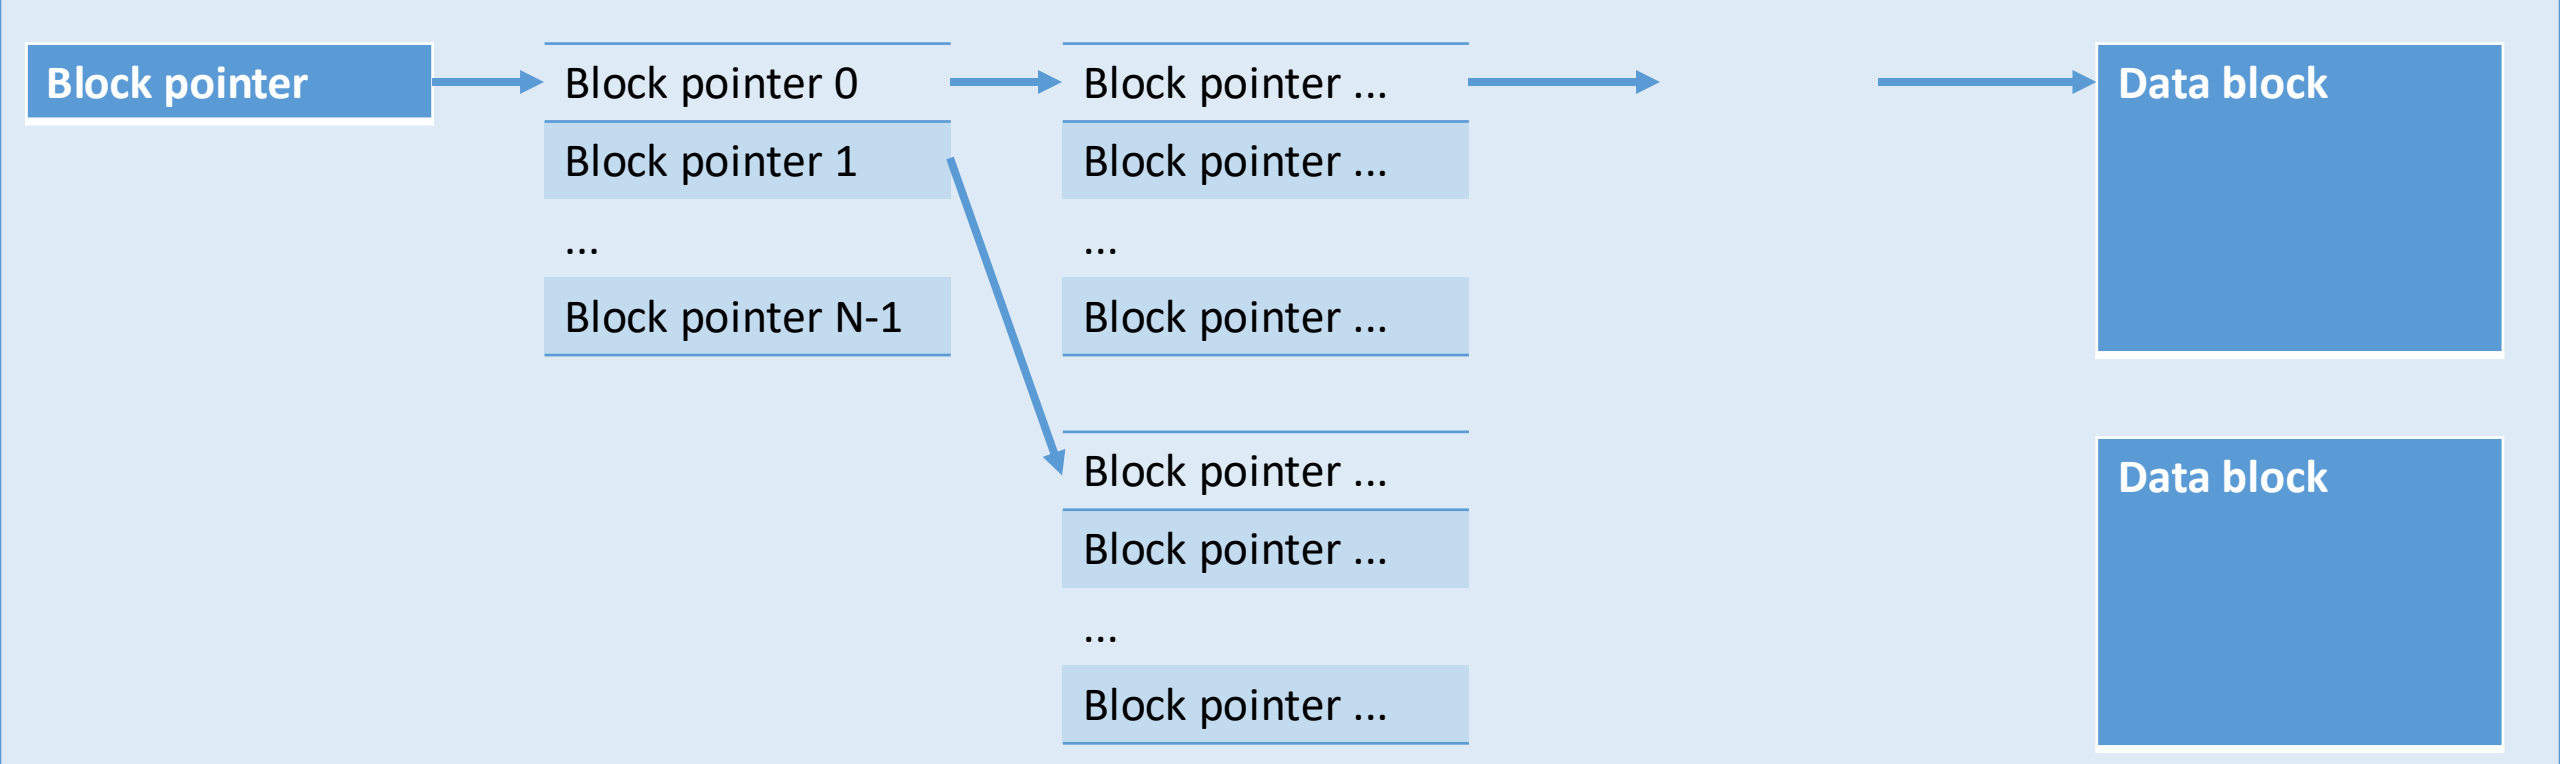 Block pointer
Block pointer 0
Block pointer 1
...
Block pointer N-1
Block pointer ...
Block pointer ...
...
Block pointer ...
Block pointer ...
Block pointer ...
...
Block pointer ...
Data block
Data block